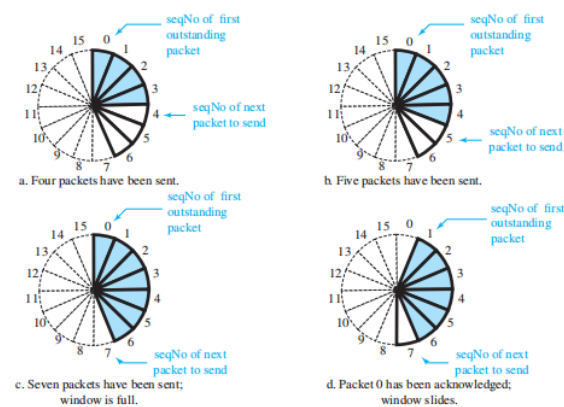 seqNo of first
outstanding
packet
15 0 1 2 3 4 5 6 7 8 9 10 11 12 13 14
seqNo of next
packet to send
a. Four packets have been sent.
seqNo of first
outstanding
packet
15 0 1 2 3 4 5 6 7 8 9 10 11 12 13 14
seqNo of next
packet to send
b. Five packets have been sent.
seqNo of first
outstanding
packet
15 0 1 2 3 4 5 6 7 8 9 10 11 12 13 14
seqNo of next
packet to send
c. Seven packets have been sent;
window is full.
seqNo of first
outstanding
packet
15 0 1 2 3 4 5 6 7 8 9 10 11 12 13 14
seqNo of next
packet to send
d. Packet 0 has been acknowledged;
window slides.